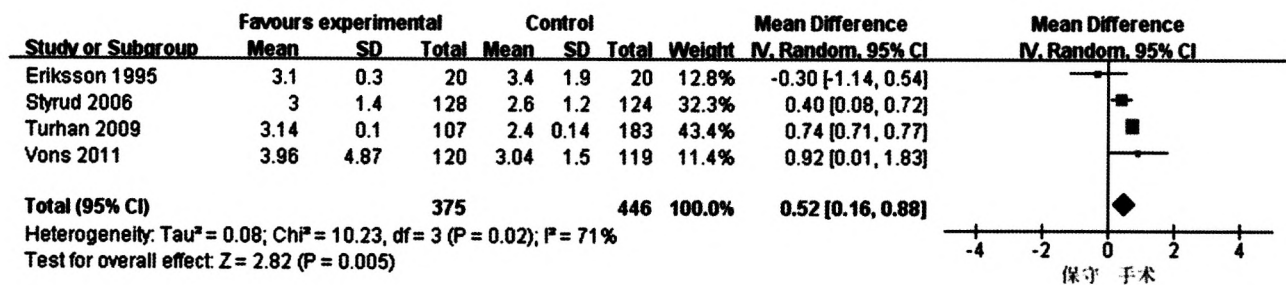 Favours experimental Control Mean Difference Mean Difference
Study or Subgroup Mean SD Total Mean SD Total Weight IV, Random, 95% CI IV, Random, 95% CI
Eriksson 1995 3.1 0.3 20 3.4 1.9 20 12.8% -0.30 [-1.14, 0.54]
Styrud 2006 3 1.4 128 2.6 1.2 124 32.3% 0.40 [0.08, 0.72]
Turhan 2009 3.14 0.1 107 2.4 0.14 183 43.4% 0.74 [0.71, 0.77]
Vons 2011 3.96 4.87 120 3.04 1.5 119 11.4% 0.92 [0.01, 1.83]
Total (95% CI) 375 446 100.0% 0.52 [0.16, 0.88]
Heterogeneity: Tau² = 0.08; Chi² = 10.23, df = 3 (P = 0.02); I² = 71%
Test for overall effect: Z = 2.82 (P = 0.005)
-4 -2 0 2 4
保守 手术